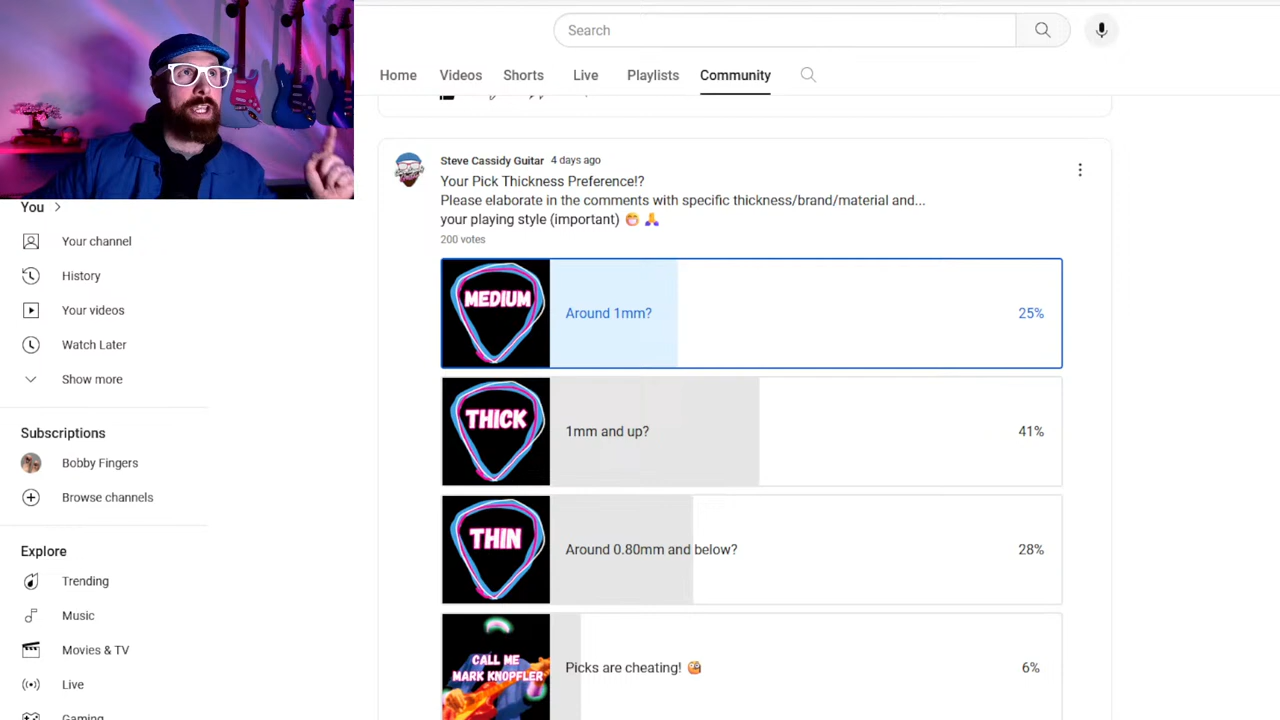 Search
Home Videos Shorts Live Playlists Community
You
Your channel
History
Your videos
Watch Later
Show more
Subscriptions
Bobby Fingers
Browse channels
Explore
Trending
Music
Movies & TV
Live
Gaming
Steve Cassidy Guitar 4 days ago
Your Pick Thickness Preference!?
Please elaborate in the comments with specific thickness/brand/material and...
your playing style (important) 😁 🙏
200 votes
MEDIUM Around 1mm? 25%
THICK 1mm and up? 41%
THIN Around 0.80mm and below? 28%
CALL ME
MARK KNOPFLER
Picks are cheating! 🧐 6%